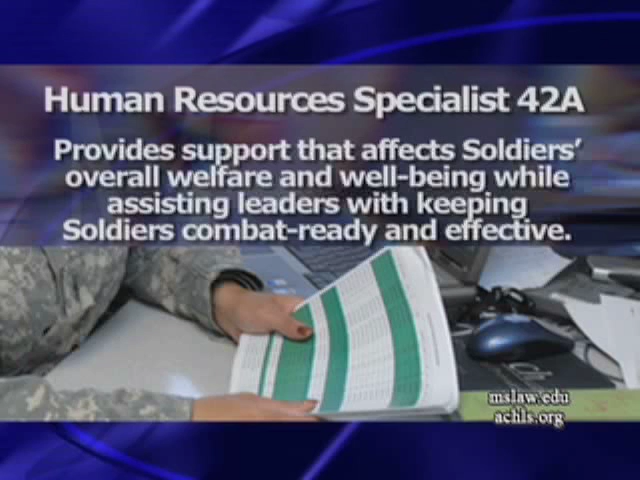 Human Resources Specialist 42A
Provides support that affects Soldiers’
overall welfare and well-being while
assisting leaders with keeping
Soldiers combat-ready and effective.
mslaw.edu
achls.org